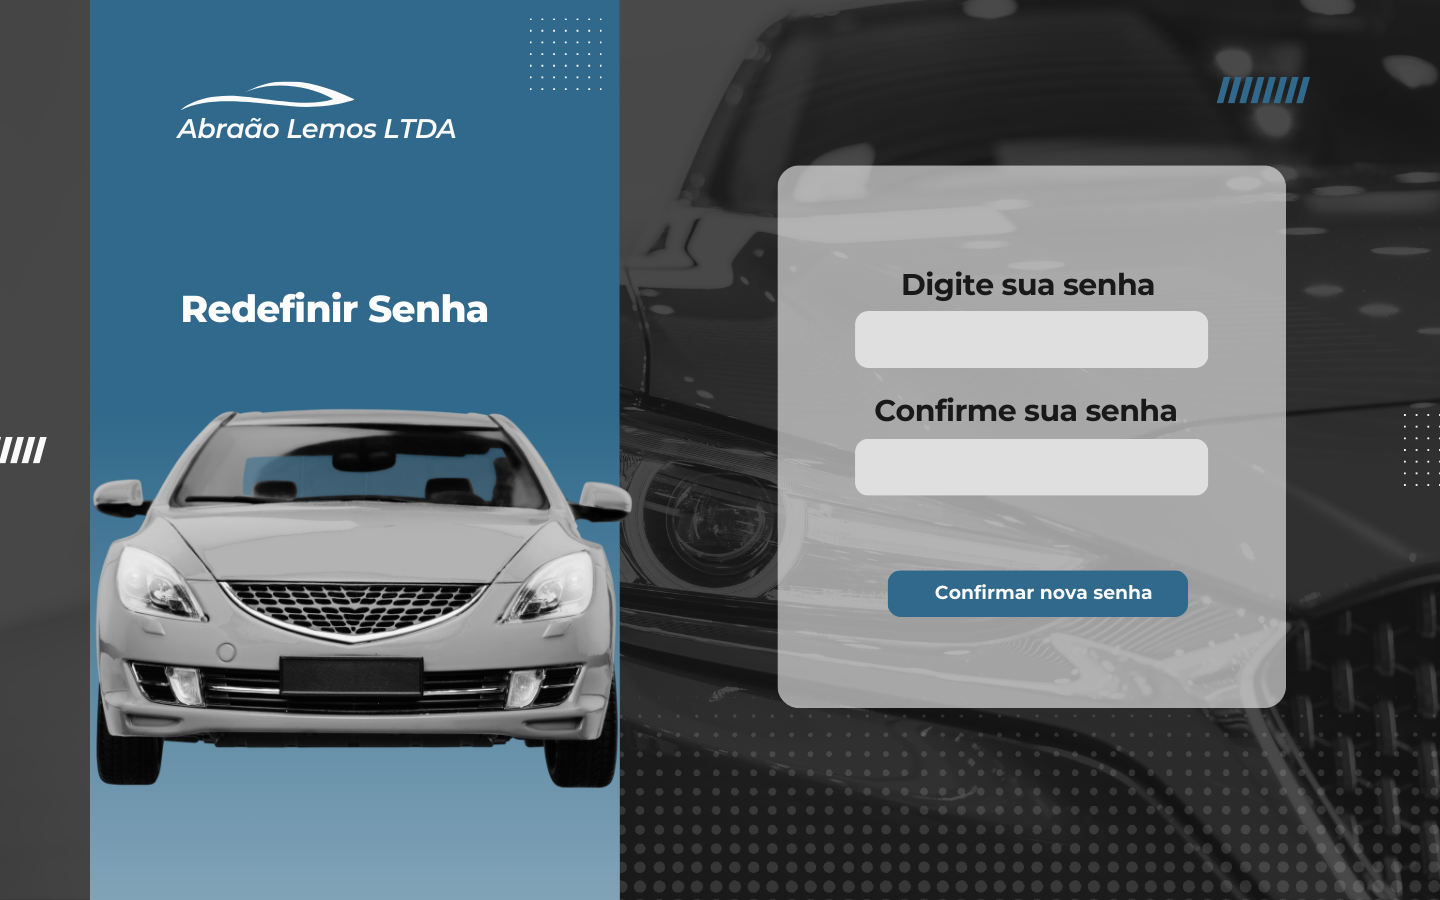 Abraão Lemos LTDA
Redefinir Senha
Digite sua senha
Confirme sua senha
Confirmar nova senha